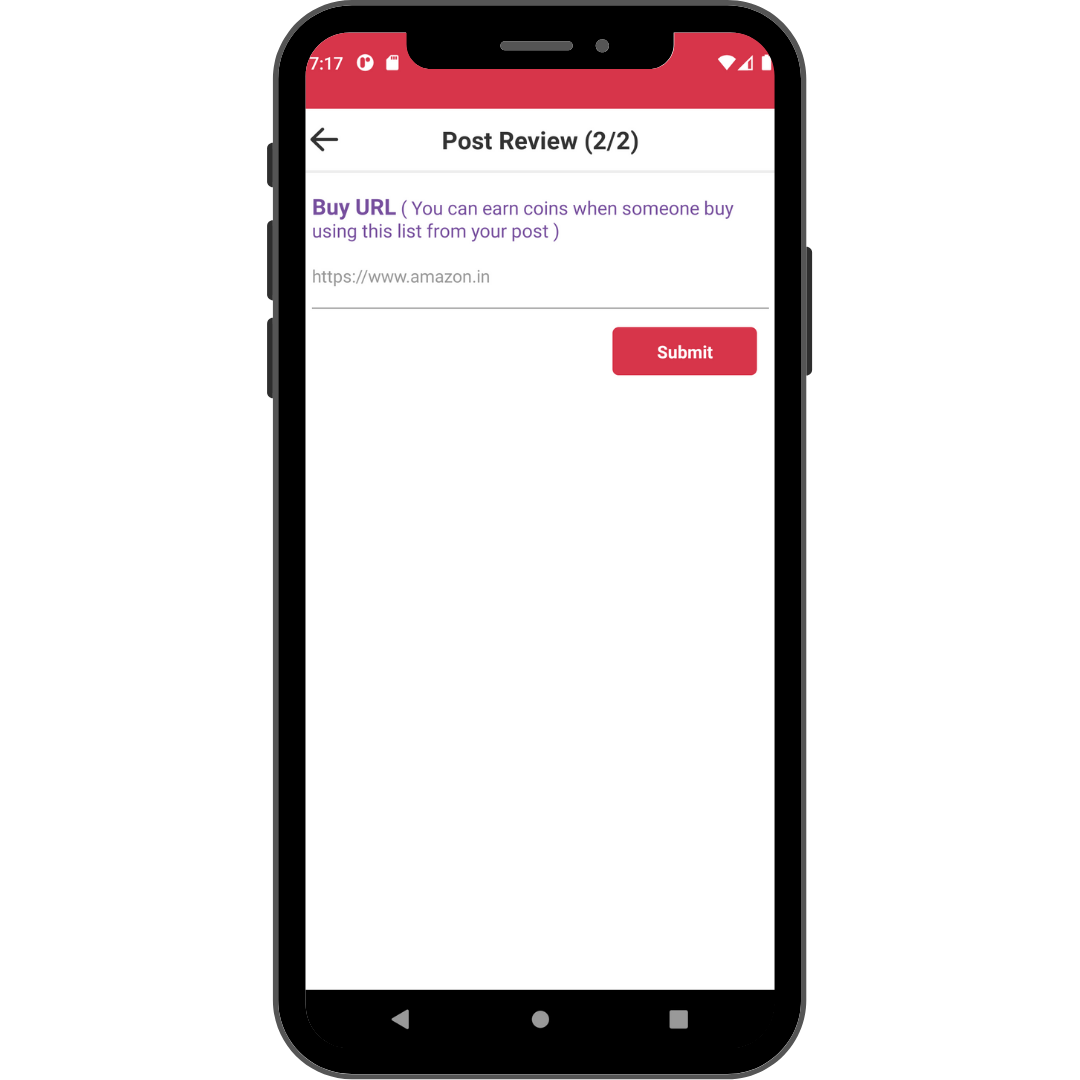 7:17
Post Review (2/2)
Buy URL ( You can earn coins when someone buy
using this list from your post )
https://www.amazon.in
Submit